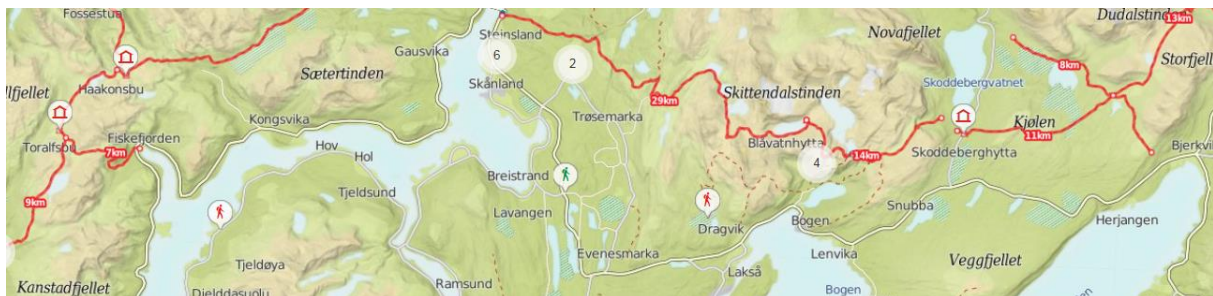 Fossestua
Dudalstind
13km
Steinsland
Novafjellet
Gausvika
6
2
Storfjell
8km
Sætertinden
Haakonsbu
Skånland
Skoddebergvatnet
llfjellet
29km
Skittendalstinden
Trøsemarka
Kjølen
Kongsvika
11km
Toralfsbu
Fiskefjorden
7km
Hov
Hol
Blåvatnhytta
4
14km
Skoddeberghytta
Bjerkvi
Breistrand
Tjeldsund
9km
Lavangen
Snubba
Dragvik
Bogen
Herjangen
Evenesmarka
Lenvika
Tjeldøya
Veggfjellet
Lakså
Kanstadfjellet
Ramsund
Bogen